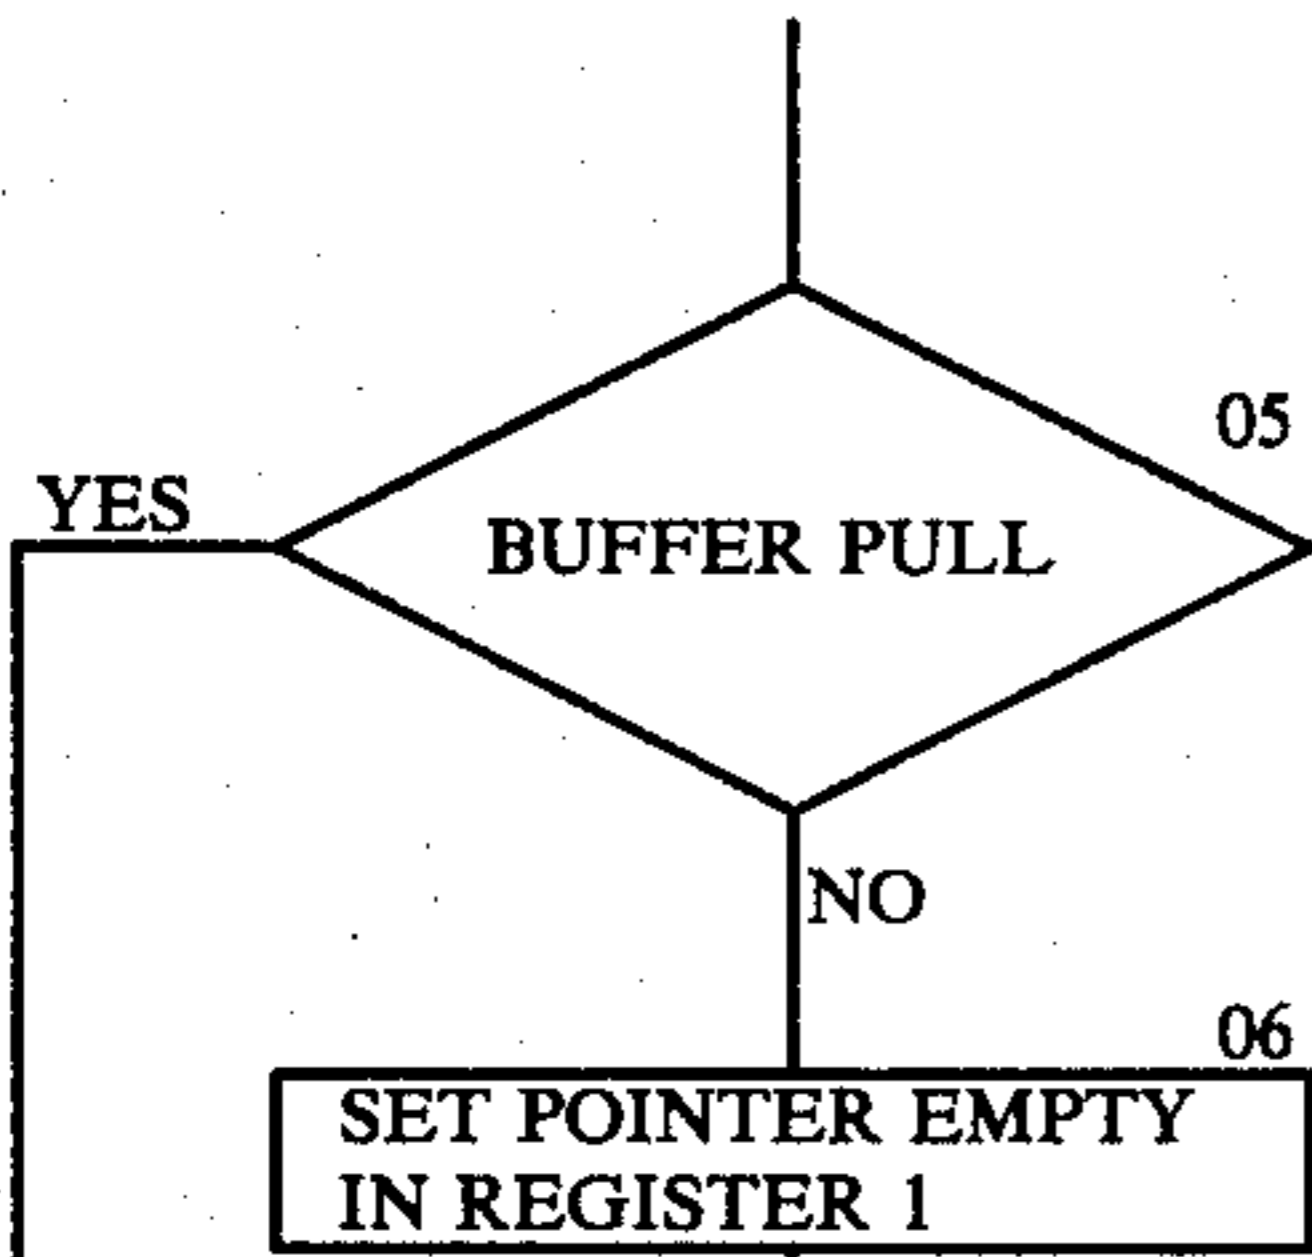 05
YES
BUFFER PULL
NO
06
SET POINTER EMPTY
IN REGISTER 1